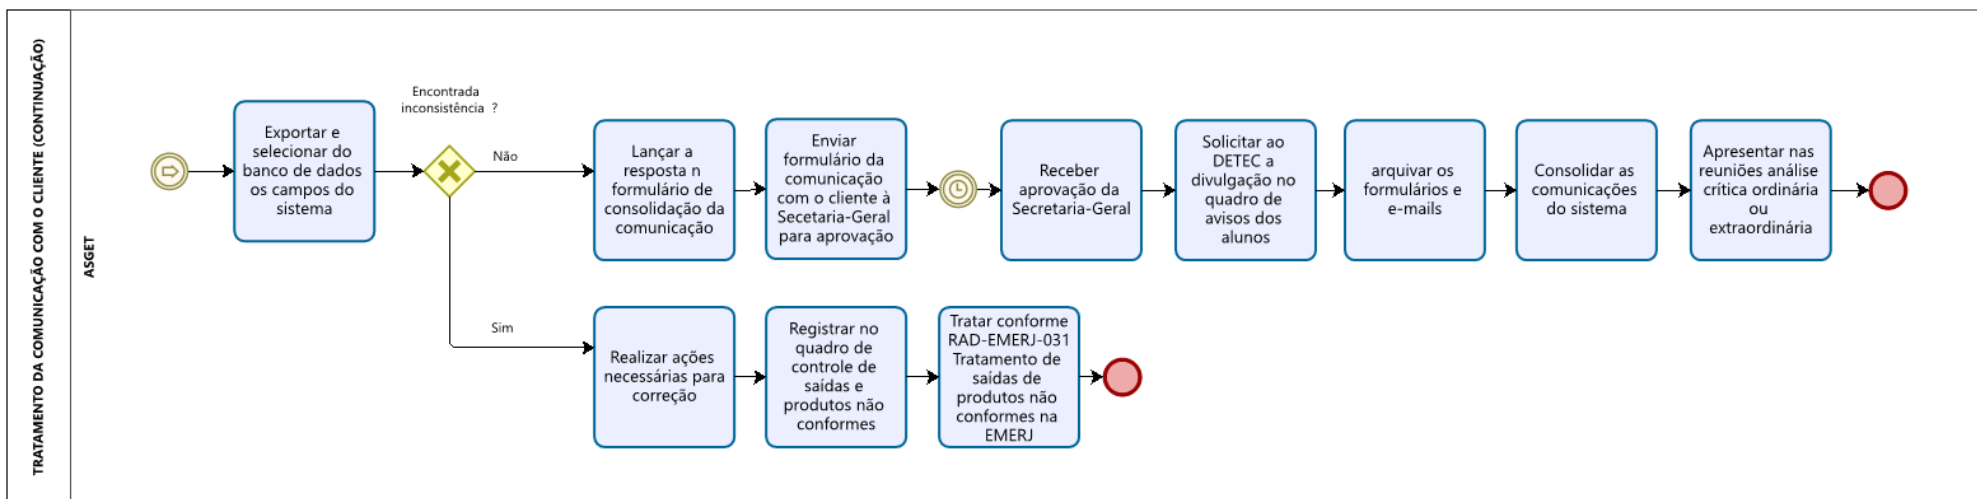 TRATAMENTO DA COMUNICAÇÃO COM O CLIENTE (CONTINUAÇÃO)
ASGET
Exportar e
selecionar do
banco de dados
os campos do
sistema
Encontrada
inconsistência ?
Não
Lançar a
resposta n
formulário de
consolidação da
comunicação
Enviar
formulário da
comunicação
com o cliente à
Secetaria-Geral
para aprovação
Receber
aprovação da
Secretaria-Geral
Solicitar ao
DETEC a
divulgação no
quadro de
avisos dos
alunos
arquivar os
formulários e
e-mails
Consolidar as
comunicações
do sistema
Apresentar nas
reuniões análise
crítica ordinária
ou
extraordinária
Sim
Realizar ações
necessárias para
correção
Registrar no
quadro de
controle de
saídas e
produtos não
conformes
Tratar conforme
RAD-EMERJ-031
Tratamento de
saídas de
produtos não
conformes na
EMERJ